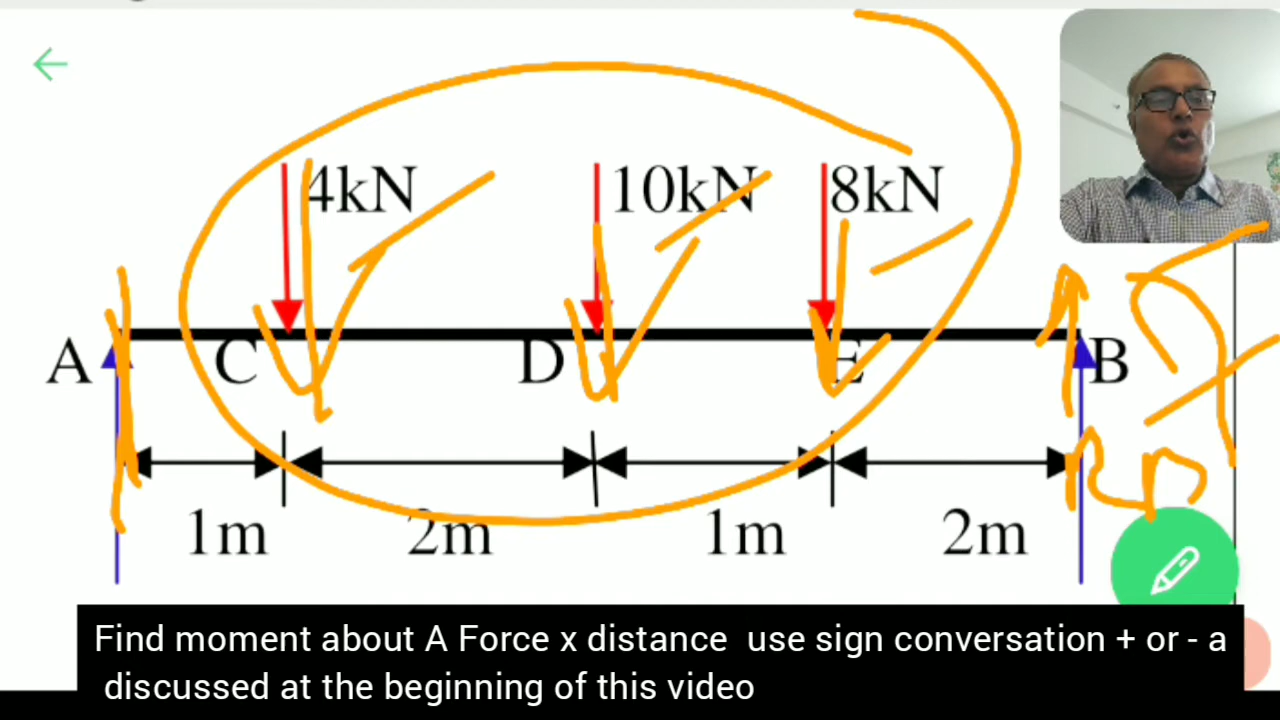 4kN 10kN 8kN
A C D E B
1m 2m 1m 2m
Find moment about A Force x distance use sign conversation + or - a
discussed at the beginning of this video